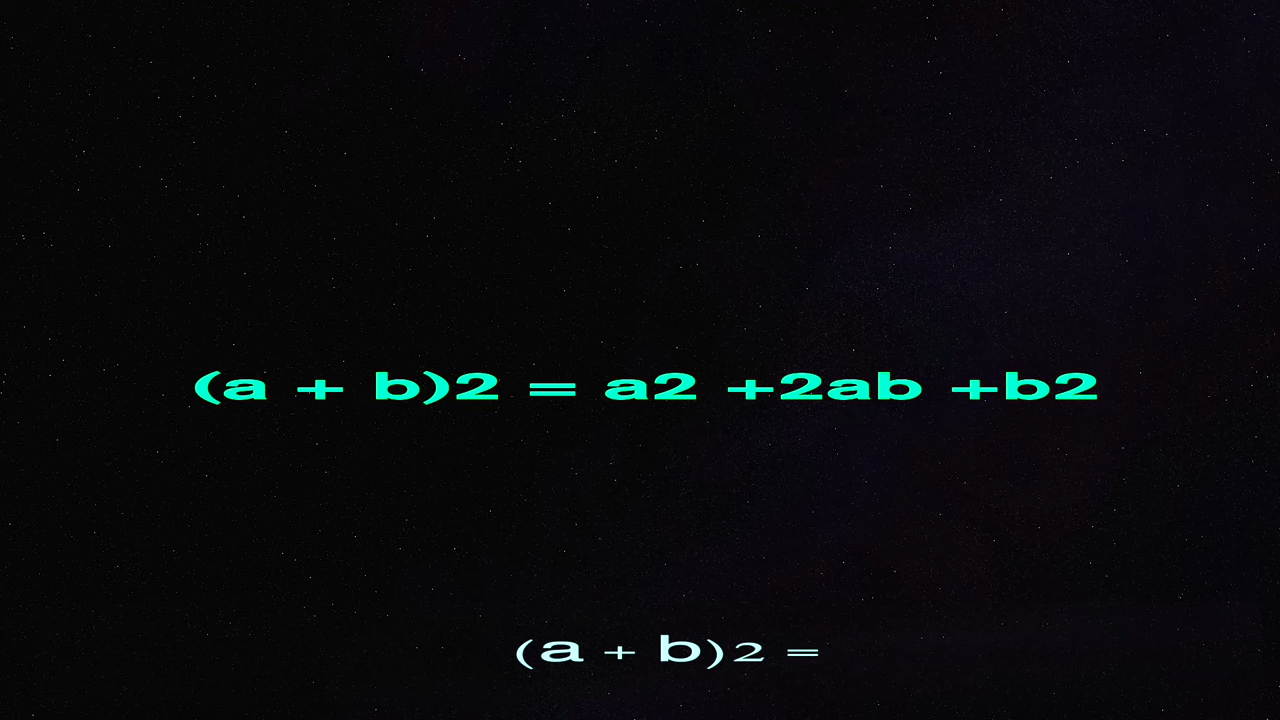 (a + b)2 = a2 +2ab +b2
(a + b)2 =